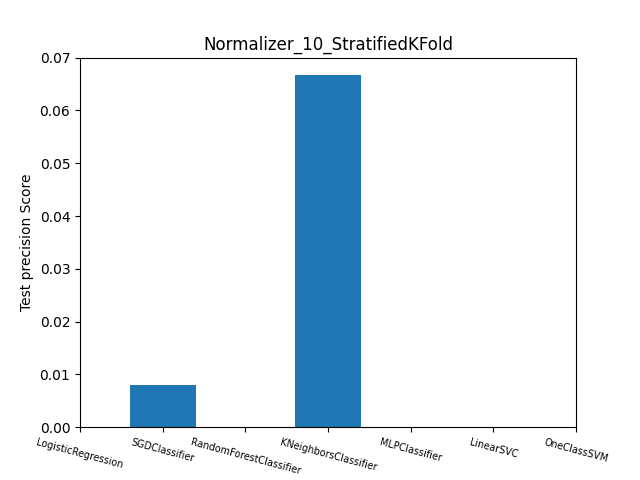 Normalizer_10_StratifiedKFold
Test precision Score
0.07
0.06
0.05
0.04
0.03
0.02
0.01
0.00
LogisticRegression
SGDClassifier
RandomForestClassifier
KNeighborsClassifier
MLPClassifier
LinearSVC
OneClassSVM